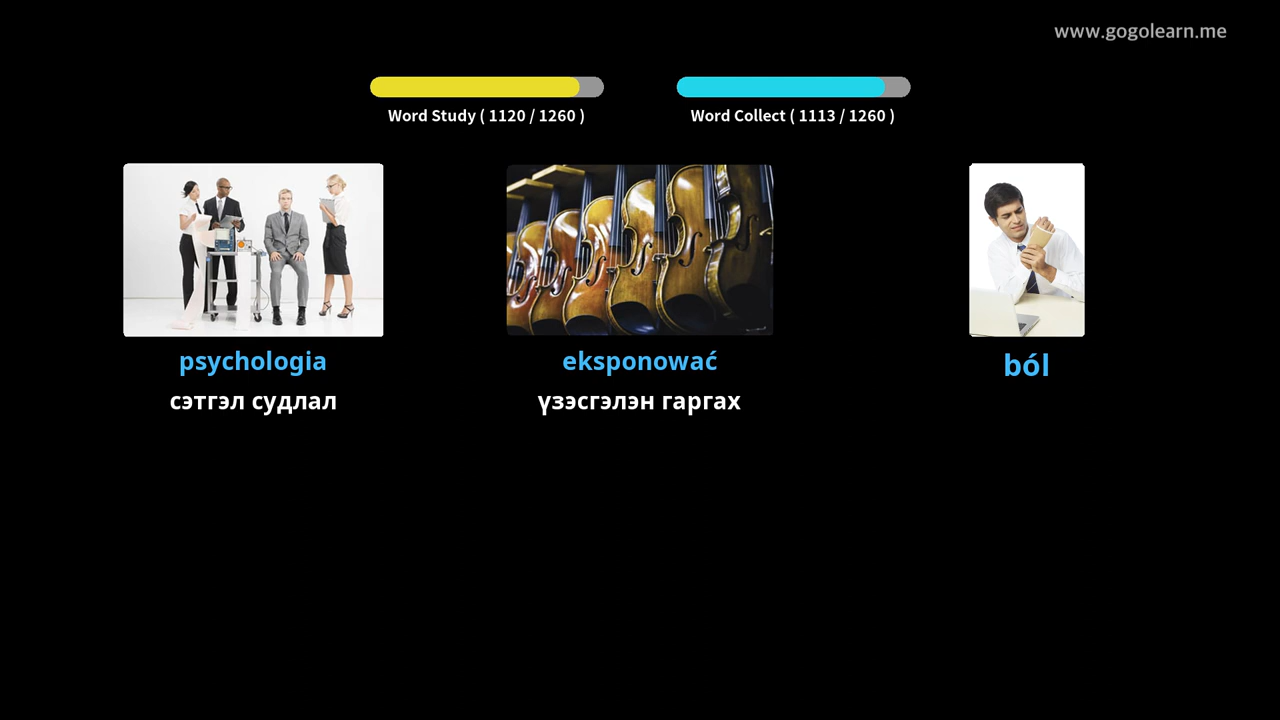 www.gogolearn.me
Word Study ( 1120 / 1260 )
Word Collect ( 1113 / 1260 )
psychologia
сэтгэл судлал
eksponować
үзэсгэлэн гаргах
ból